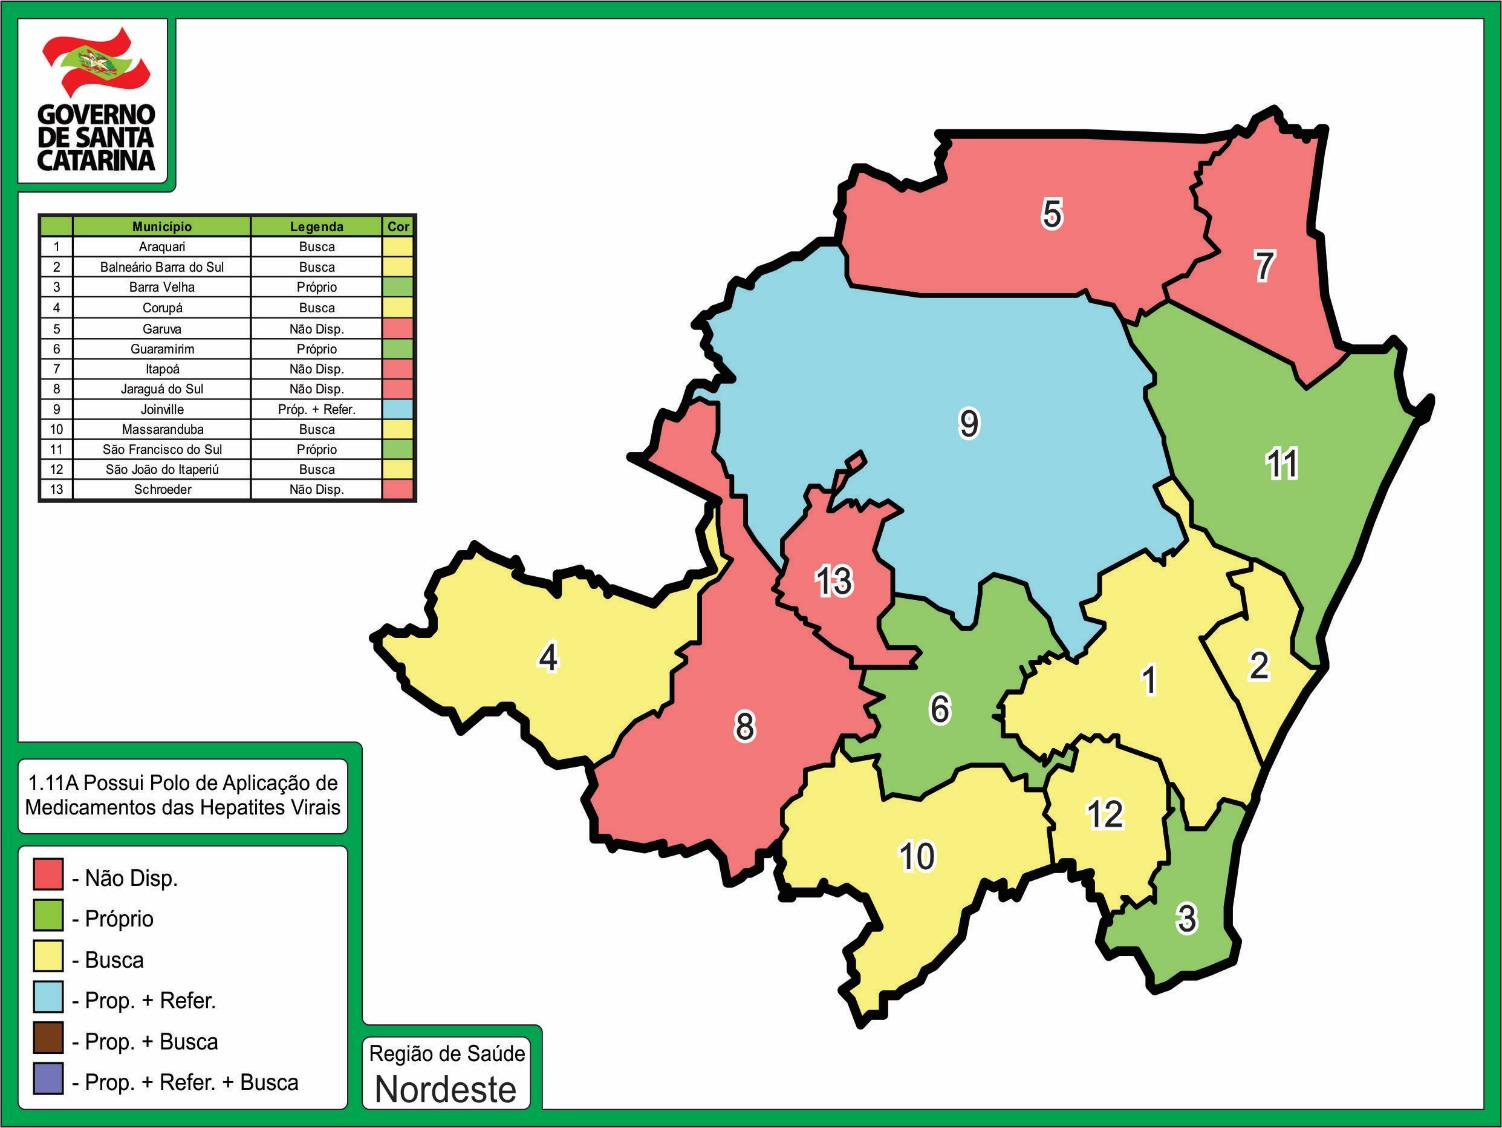 GOVERNO
DE SANTA
CATARINA
Município Legenda Cor
1 Araquari Busca
2 Balneário Barra do Sul Busca
3 Barra Velha Próprio
4 Corupá Busca
5 Garuva Não Disp.
6 Guaramirim Próprio
7 Itapoá Não Disp.
8 Jaraguá do Sul Não Disp.
9 Joinville Próp. + Refer.
10 Massaranduba Busca
11 São Francisco do Sul Próprio
12 São João do Itaperiú Busca
13 Schroeder Não Disp.
5
7
9
11
13
4
1
2
6
8
12
10
3
1.11A Possui Polo de Aplicação de
Medicamentos das Hepatites Virais
- Não Disp.
- Próprio
- Busca
- Prop. + Refer.
- Prop. + Busca
- Prop. + Refer. + Busca
Região de Saúde
Nordeste